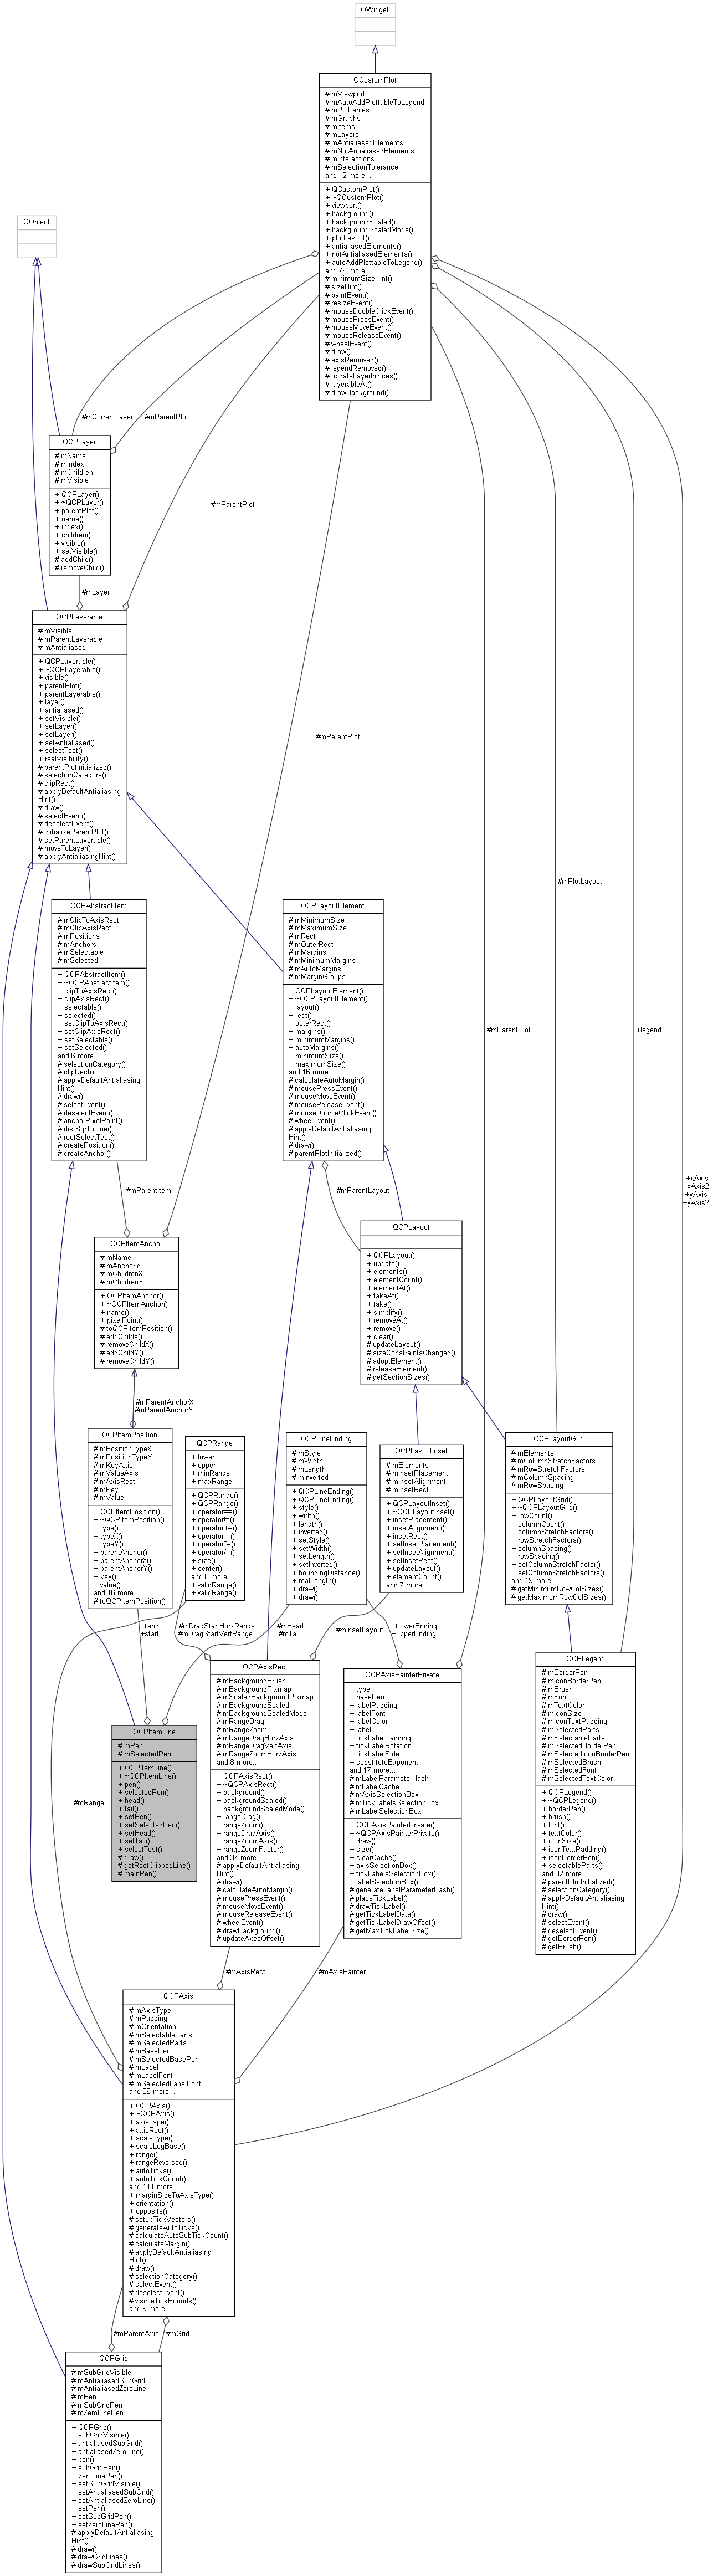 QWidget
QCustomPlot
# mViewport
# mAutoAddPlottableToLegend
# mPlottables
# mGraphs
# mItems
# mLayers
# mAntialiasedElements
# mNotAntialiasedElements
# mInteractions
# mSelectionTolerance
and 12 more...
+ QCustomPlot()
+ ~QCustomPlot()
+ viewport()
+ background()
+ backgroundScaled()
+ backgroundScaledMode()
+ plotLayout()
+ antialiasedElements()
+ notAntialiasedElements()
+ autoAddPlottableToLegend()
and 76 more...
# minimumSizeHint()
# sizeHint()
# paintEvent()
# resizeEvent()
# mouseDoubleClickEvent()
# mousePressEvent()
# mouseMoveEvent()
# mouseReleaseEvent()
# wheelEvent()
# draw()
# axisRemoved()
# legendRemoved()
# updateLayerIndices()
# layerableAt()
# drawBackground()
QObject
#mCurrentLayer
#mParentPlot
QCPLayer
# mName
# mIndex
# mChildren
# mVisible
+ QCPLayer()
+ ~QCPLayer()
+ parentPlot()
+ name()
+ index()
+ children()
+ visible()
+ setVisible()
# addChild()
# removeChild()
#mParentPlot
#mLayer
QCPLayerable
# mVisible
# mParentLayerable
# mAntialiased
+ QCPLayerable()
+ ~QCPLayerable()
+ visible()
+ parentPlot()
+ parentLayerable()
+ layer()
+ antialiased()
+ setVisible()
+ setLayer()
+ setLayer()
+ setAntialiased()
+ selectTest()
+ realVisibility()
# parentPlotInitialized()
# selectionCategory()
# clipRect()
# applyDefaultAntialiasing
Hint()
# draw()
# selectEvent()
# deselectEvent()
# initializeParentPlot()
# setParentLayerable()
# moveToLayer()
# applyAntialiasingHint()
#mParentPlot
#mPlotLayout
QCPAbstractItem
# mClipToAxisRect
# mClipAxisRect
# mPositions
# mAnchors
# mSelectable
# mSelected
+ QCPAbstractItem()
+ ~QCPAbstractItem()
+ clipToAxisRect()
+ clipAxisRect()
+ selectable()
+ selected()
+ setClipToAxisRect()
+ setClipAxisRect()
+ setSelectable()
+ setSelected()
and 6 more...
# selectionCategory()
# clipRect()
# applyDefaultAntialiasing
Hint()
# draw()
# selectEvent()
# deselectEvent()
# anchorPixelPoint()
# distSqrToLine()
# rectSelectTest()
# createPosition()
# createAnchor()
QCPLayoutElement
# mMinimumSize
# mMaximumSize
# mRect
# mOuterRect
# mMargins
# mMinimumMargins
# mAutoMargins
# mMarginGroups
+ QCPLayoutElement()
+ ~QCPLayoutElement()
+ layout()
+ rect()
+ outerRect()
+ margins()
+ minimumMargins()
+ autoMargins()
+ minimumSize()
+ maximumSize()
and 16 more...
# calculateAutoMargin()
# mousePressEvent()
# mouseMoveEvent()
# mouseReleaseEvent()
# mouseDoubleClickEvent()
# wheelEvent()
# applyDefaultAntialiasing
Hint()
# draw()
# parentPlotInitialized()
#mParentPlot
+legend
+xAxis
+xAxis2
+yAxis
+yAxis2
#mParentItem
#mParentLayout
QCPItemAnchor
# mName
# mAnchorId
# mChildrenX
# mChildrenY
+ QCPItemAnchor()
+ ~QCPItemAnchor()
+ name()
+ pixelPoint()
# toQCPItemPosition()
# addChildX()
# removeChildX()
# addChildY()
# removeChildY()
QCPLayout
+ QCPLayout()
+ update()
+ elements()
+ elementCount()
+ elementAt()
+ takeAt()
+ take()
+ simplify()
+ removeAt()
+ remove()
+ clear()
# updateLayout()
# sizeConstraintsChanged()
# adoptElement()
# releaseElement()
# getSectionSizes()
#mParentAnchorX
#mParentAnchorY
QCPItemPosition
# mPositionTypeX
# mPositionTypeY
# mKeyAxis
# mValueAxis
# mAxisRect
# mKey
# mValue
+ QCPItemPosition()
+ ~QCPItemPosition()
+ type()
+ typeX()
+ typeY()
+ parentAnchor()
+ parentAnchorX()
+ parentAnchorY()
+ key()
+ value()
and 16 more...
# toQCPItemPosition()
QCPRange
+ lower
+ upper
+ minRange
+ maxRange
+ QCPRange()
+ QCPRange()
+ operator==()
+ operator!=()
+ operator+=()
+ operator-=()
+ operator*=()
+ operator/=()
+ size()
+ center()
and 6 more...
+ validRange()
+ validRange()
QCPLineEnding
# mStyle
# mWidth
# mLength
# mInverted
+ QCPLineEnding()
+ QCPLineEnding()
+ style()
+ width()
+ length()
+ inverted()
+ setStyle()
+ setWidth()
+ setLength()
+ setInverted()
+ boundingDistance()
+ realLength()
+ draw()
+ draw()
QCPLayoutInset
# mElements
# mInsetPlacement
# mInsetAlignment
# mInsetRect
+ QCPLayoutInset()
+ ~QCPLayoutInset()
+ insetPlacement()
+ insetAlignment()
+ insetRect()
+ setInsetPlacement()
+ setInsetAlignment()
+ setInsetRect()
+ updateLayout()
+ elementCount()
and 7 more...
QCPLayoutGrid
# mElements
# mColumnStretchFactors
# mRowStretchFactors
# mColumnSpacing
# mRowSpacing
+ QCPLayoutGrid()
+ ~QCPLayoutGrid()
+ rowCount()
+ columnCount()
+ columnStretchFactors()
+ rowStretchFactors()
+ columnSpacing()
+ rowSpacing()
+ setColumnStretchFactor()
+ setColumnStretchFactors()
and 19 more...
# getMinimumRowColSizes()
# getMaximumRowColSizes()
+end
+start
#mDragStartHorzRange
#mDragStartVertRange
#mHead
#mTail
#mInsetLayout
+lowerEnding
+upperEnding
#mRange
QCPItemLine
# mPen
# mSelectedPen
+ QCPItemLine()
+ ~QCPItemLine()
+ pen()
+ selectedPen()
+ head()
+ tail()
+ setPen()
+ setSelectedPen()
+ setHead()
+ setTail()
+ selectTest()
# draw()
# getRectClippedLine()
# mainPen()
QCPAxisRect
# mBackgroundBrush
# mBackgroundPixmap
# mScaledBackgroundPixmap
# mBackgroundScaled
# mBackgroundScaledMode
# mRangeDrag
# mRangeZoom
# mRangeDragHorzAxis
# mRangeDragVertAxis
# mRangeZoomHorzAxis
and 8 more...
+ QCPAxisRect()
+ ~QCPAxisRect()
+ background()
+ backgroundScaled()
+ backgroundScaledMode()
+ rangeDrag()
+ rangeZoom()
+ rangeDragAxis()
+ rangeZoomAxis()
+ rangeZoomFactor()
and 37 more...
# applyDefaultAntialiasing
Hint()
# draw()
# calculateAutoMargin()
# mousePressEvent()
# mouseMoveEvent()
# mouseReleaseEvent()
# wheelEvent()
# drawBackground()
# updateAxesOffset()
QCPAxisPainterPrivate
+ type
+ basePen
+ labelPadding
+ labelFont
+ labelColor
+ label
+ tickLabelPadding
+ tickLabelRotation
+ tickLabelSide
+ substituteExponent
and 17 more...
# mLabelParameterHash
# mLabelCache
# mAxisSelectionBox
# mTickLabelsSelectionBox
# mLabelSelectionBox
+ QCPAxisPainterPrivate()
+ ~QCPAxisPainterPrivate()
+ draw()
+ size()
+ clearCache()
+ axisSelectionBox()
+ tickLabelsSelectionBox()
+ labelSelectionBox()
# generateLabelParameterHash()
# placeTickLabel()
# drawTickLabel()
# getTickLabelData()
# getTickLabelDrawOffset()
# getMaxTickLabelSize()
QCPLegend
# mBorderPen
# mIconBorderPen
# mBrush
# mFont
# mTextColor
# mIconSize
# mIconTextPadding
# mSelectedParts
# mSelectableParts
# mSelectedBorderPen
# mSelectedIconBorderPen
# mSelectedBrush
# mSelectedFont
# mSelectedTextColor
+ QCPLegend()
+ ~QCPLegend()
+ borderPen()
+ brush()
+ font()
+ textColor()
+ iconSize()
+ iconTextPadding()
+ iconBorderPen()
+ selectableParts()
and 32 more...
# parentPlotInitialized()
# selectionCategory()
# applyDefaultAntialiasing
Hint()
# draw()
# selectEvent()
# deselectEvent()
# getBorderPen()
# getBrush()
#mAxisRect
#mAxisPainter
QCPAxis
# mAxisType
# mPadding
# mOrientation
# mSelectableParts
# mSelectedParts
# mBasePen
# mSelectedBasePen
# mLabel
# mLabelFont
# mSelectedLabelFont
and 36 more...
+ QCPAxis()
+ ~QCPAxis()
+ axisType()
+ axisRect()
+ scaleType()
+ scaleLogBase()
+ range()
+ rangeReversed()
+ autoTicks()
+ autoTickCount()
and 111 more...
+ marginSideToAxisType()
+ orientation()
+ opposite()
# setupTickVectors()
# generateAutoTicks()
# calculateAutoSubTickCount()
# calculateMargin()
# applyDefaultAntialiasing
Hint()
# draw()
# selectionCategory()
# selectEvent()
# deselectEvent()
# visibleTickBounds()
and 9 more...
#mParentAxis
#mGrid
QCPGrid
# mSubGridVisible
# mAntialiasedSubGrid
# mAntialiasedZeroLine
# mPen
# mSubGridPen
# mZeroLinePen
+ QCPGrid()
+ subGridVisible()
+ antialiasedSubGrid()
+ antialiasedZeroLine()
+ pen()
+ subGridPen()
+ zeroLinePen()
+ setSubGridVisible()
+ setAntialiasedSubGrid()
+ setAntialiasedZeroLine()
+ setPen()
+ setSubGridPen()
+ setZeroLinePen()
# applyDefaultAntialiasing
Hint()
# draw()
# drawGridLines()
# drawSubGridLines()